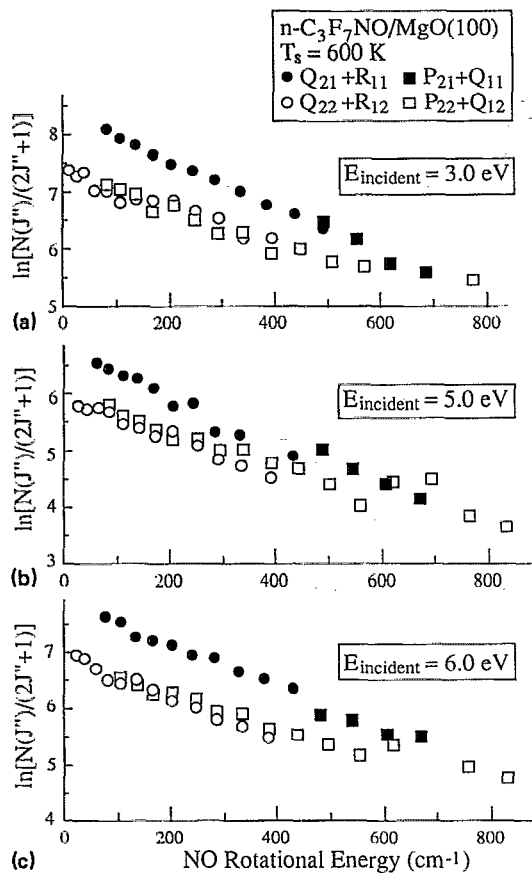 n-C₃F₇NO/MgO(100)
Tₛ = 600 K
● Q₂₁+R₁₁ ■ P₂₁+Q₁₁
○ Q₂₂+R₁₂ □ P₂₂+Q₁₂
ln[N(J")/(2J"+1)]
8
7
6
5
E_incident = 3.0 eV
(a)
0 200 400 600 800
ln[N(J")/(2J"+1)]
6
5
4
3
E_incident = 5.0 eV
(b)
0 200 400 600 800
ln[N(J")/(2J"+1)]
7
6
5
4
E_incident = 6.0 eV
(c)
0 200 400 600 800
NO Rotational Energy (cm⁻¹)